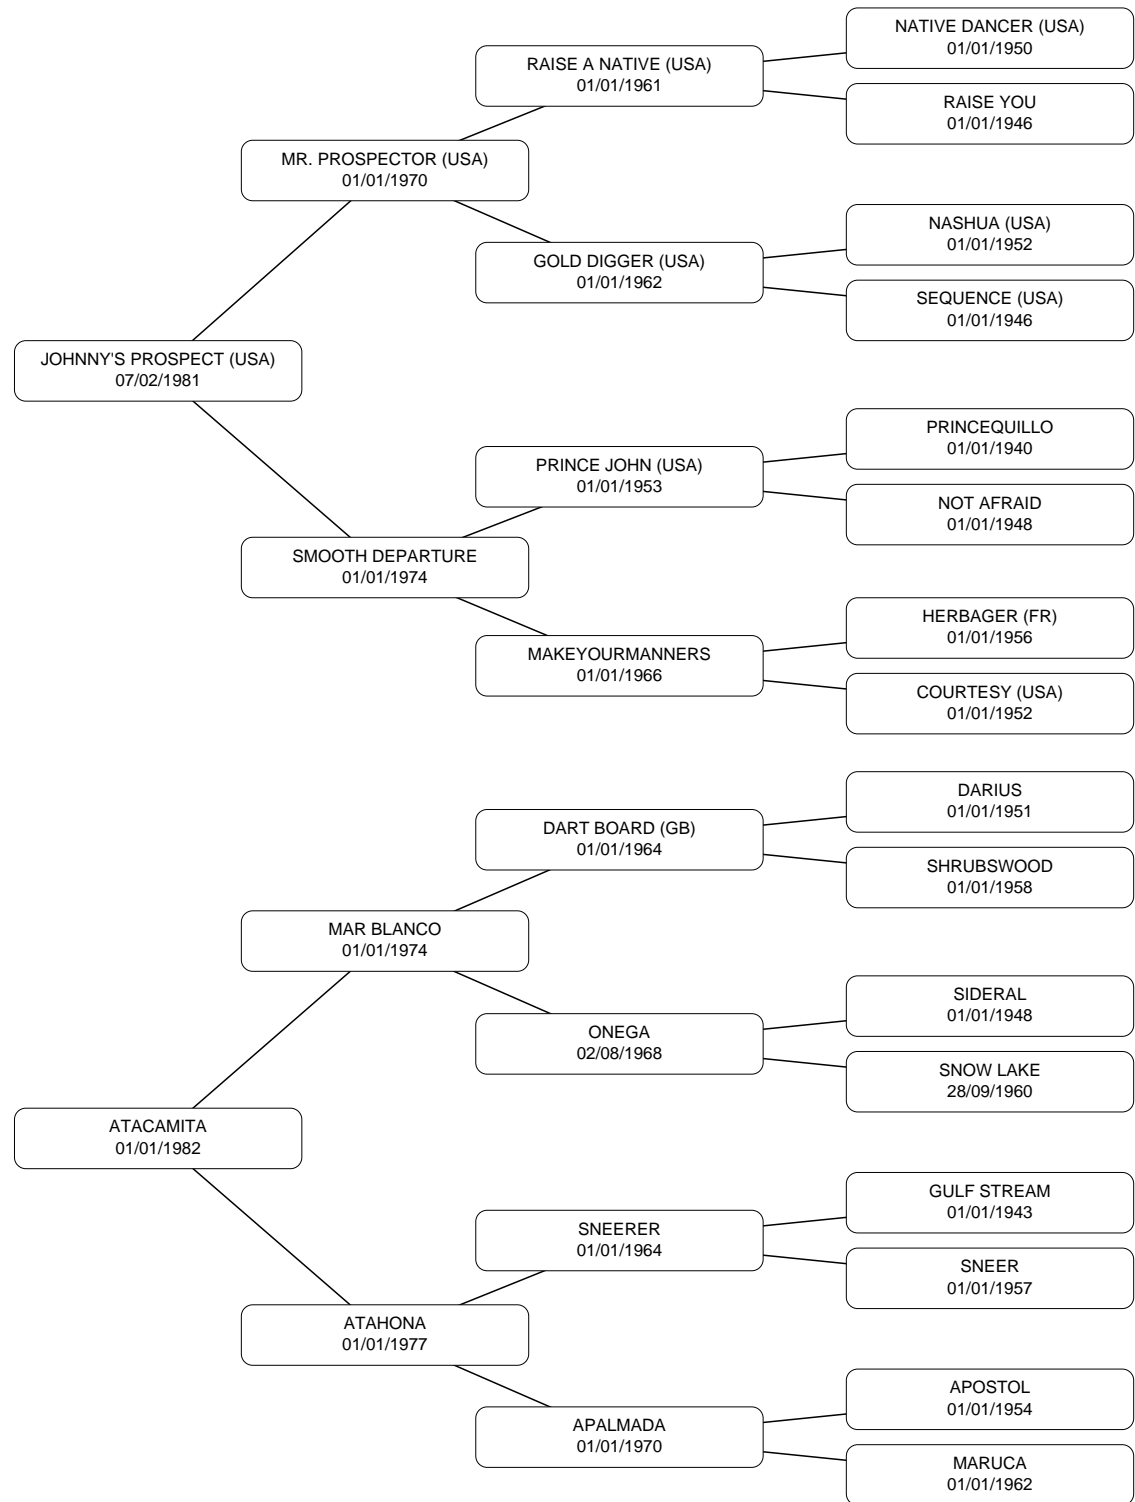 NATIVE DANCER (USA)
01/01/1950
RAISE A NATIVE (USA)
01/01/1961
RAISE YOU
01/01/1946
MR. PROSPECTOR (USA)
01/01/1970
NASHUA (USA)
01/01/1952
GOLD DIGGER (USA)
01/01/1962
SEQUENCE (USA)
01/01/1946
JOHNNY'S PROSPECT (USA)
07/02/1981
PRINCEQUILLO
01/01/1940
PRINCE JOHN (USA)
01/01/1953
NOT AFRAID
01/01/1948
SMOOTH DEPARTURE
01/01/1974
HERBAGER (FR)
01/01/1956
MAKEYOURMANNERS
01/01/1966
COURTESY (USA)
01/01/1952
DARIUS
01/01/1951
DART BOARD (GB)
01/01/1964
SHRUBSWOOD
01/01/1958
MAR BLANCO
01/01/1974
SIDERAL
01/01/1948
ONEGA
02/08/1968
SNOW LAKE
28/09/1960
ATACAMITA
01/01/1982
GULF STREAM
01/01/1943
SNEERER
01/01/1964
SNEER
01/01/1957
ATAHONA
01/01/1977
APOSTOL
01/01/1954
APALMADA
01/01/1970
MARUCA
01/01/1962